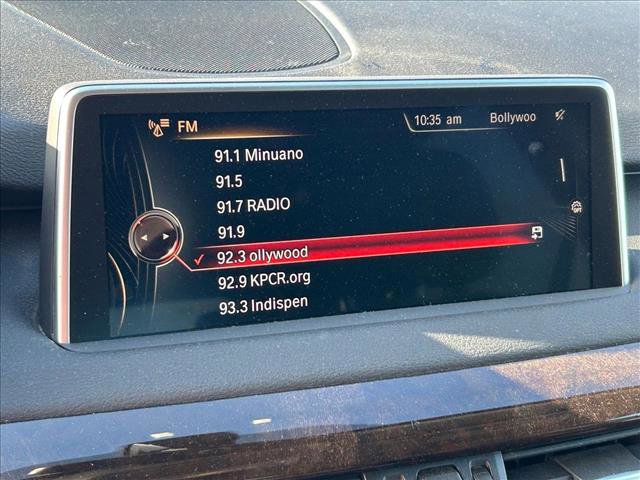 FM 10:35 am Bollywoo
91.1 Minuano
91.5
91.7 RADIO
91.9
92.3 ollywood
92.9 KPCR.org
93.3 Indispen
OPT